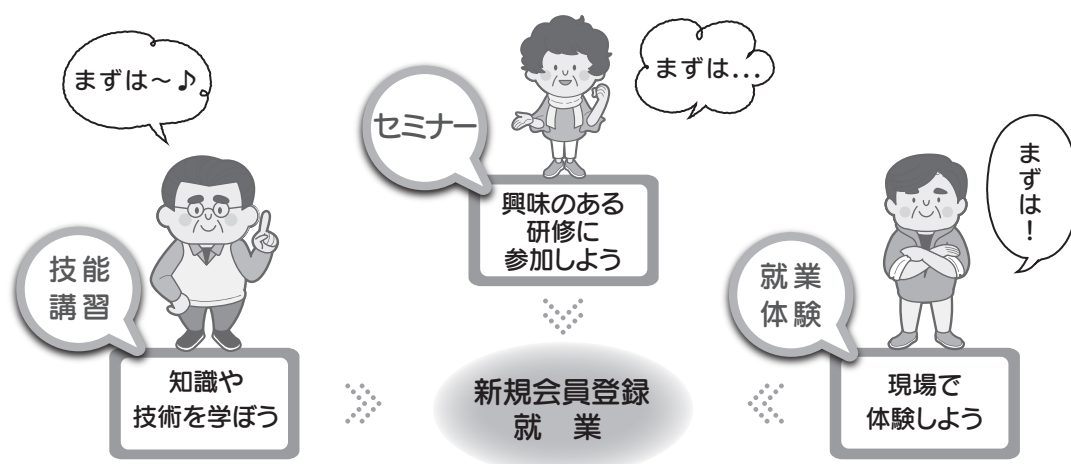 まずは～♪
技能
講習
知識や
技術を学ぼう
まずは...
セミナー
興味のある
研修に
参加しよう
まずは！
就業
体験
現場で
体験しよう
新規会員登録
就　業